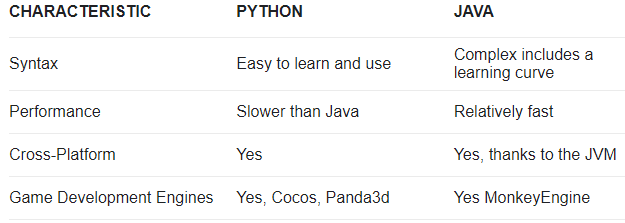 CHARACTERISTIC PYTHON JAVA
Syntax Easy to learn and use Complex includes a
learning curve
Performance Slower than Java Relatively fast
Cross-Platform Yes Yes, thanks to the JVM
Game Development Engines Yes, Cocos, Panda3d Yes MonkeyEngine